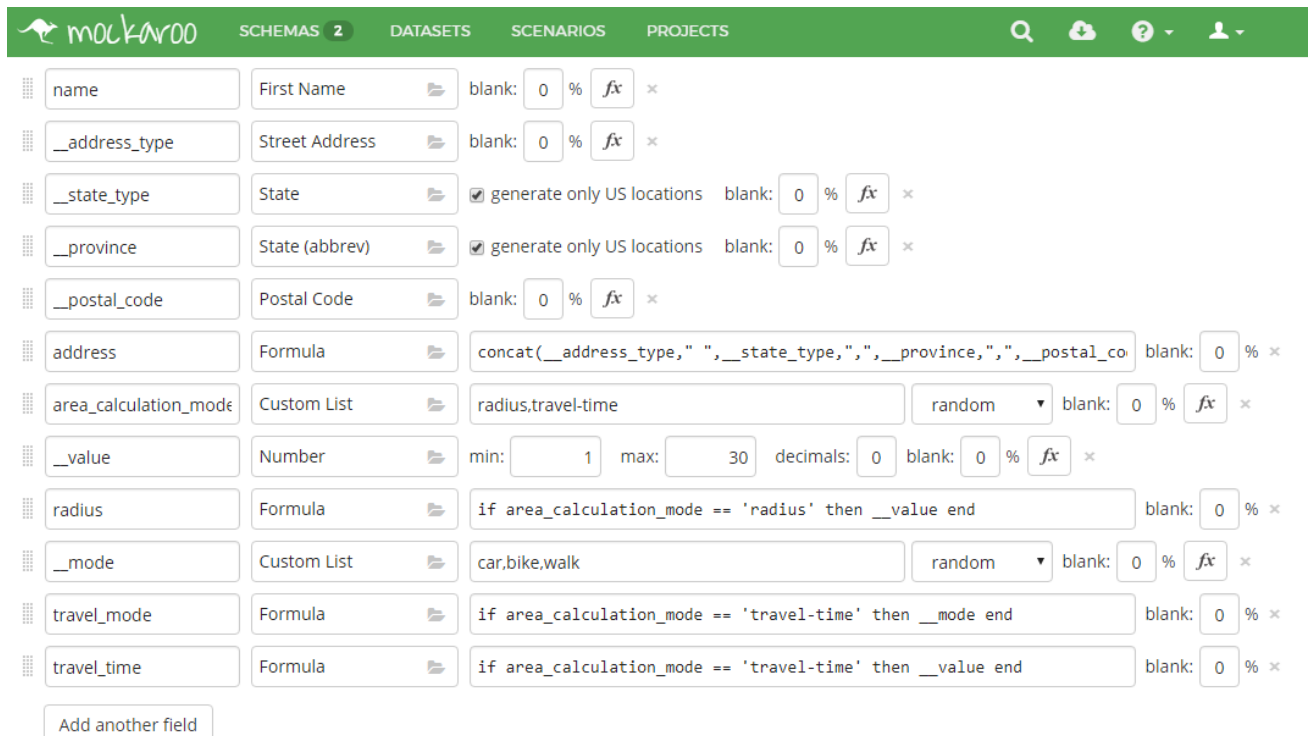 mockaroo SCHEMAS 2 DATASETS SCENARIOS PROJECTS
name First Name blank: 0 % fx ×
__address_type Street Address blank: 0 % fx ×
__state_type State generate only US locations blank: 0 % fx ×
__province State (abbrev) generate only US locations blank: 0 % fx ×
__postal_code Postal Code blank: 0 % fx ×
address Formula concat(__address_type," ",__state_type,",",__province,",",__postal_co blank: 0 % ×
area_calculation_mode Custom List radius,travel-time random blank: 0 % fx ×
__value Number min: 1 max: 30 decimals: 0 blank: 0 % fx ×
radius Formula if area_calculation_mode == 'radius' then __value end blank: 0 % ×
__mode Custom List car,bike,walk random blank: 0 % fx ×
travel_mode Formula if area_calculation_mode == 'travel-time' then __mode end blank: 0 % ×
travel_time Formula if area_calculation_mode == 'travel-time' then __value end blank: 0 % ×
Add another field